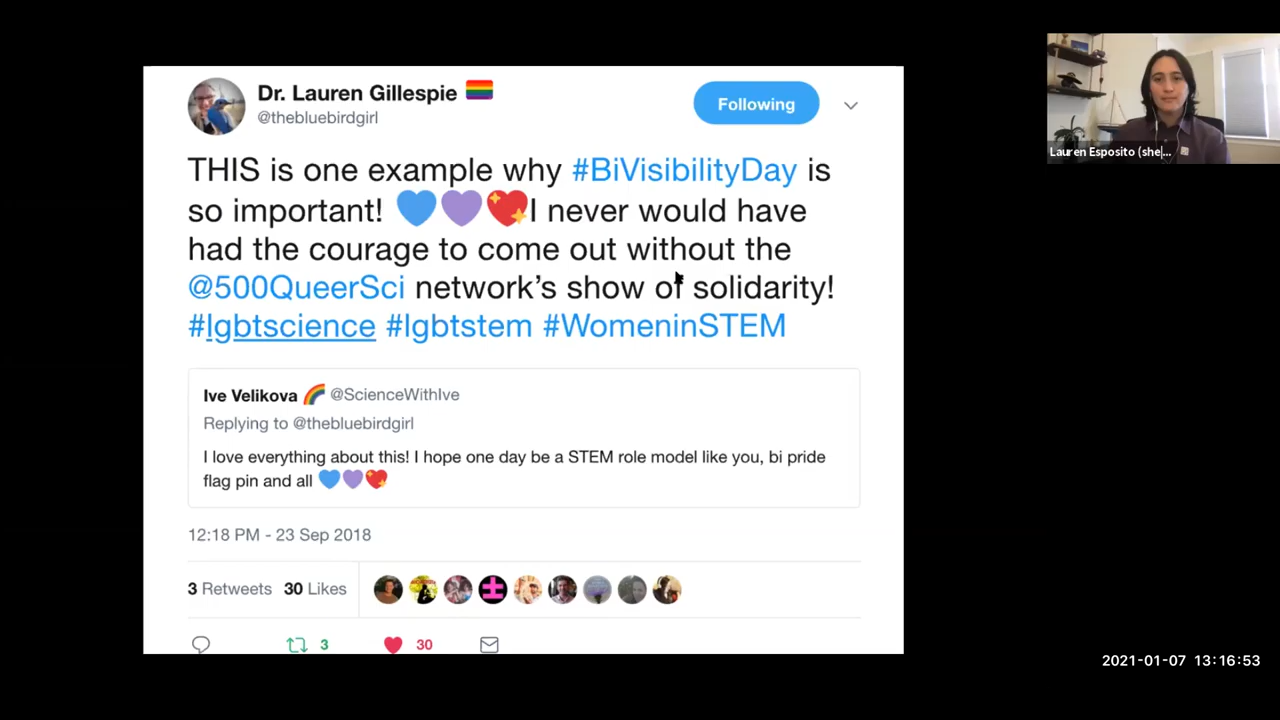 Dr. Lauren Gillespie 🏳️‍🌈
@thebluebirdgirl
Following
THIS is one example why #BiVisibilityDay is
so important! 💙💜💖I never would have
had the courage to come out without the
@500QueerSci network’s show of solidarity!
#lgbtscience #lgbtstem #WomeninSTEM
Ive Velikova 🌈 @ScienceWithIve
Replying to @thebluebirdgirl
I love everything about this! I hope one day be a STEM role model like you, bi pride
flag pin and all 💙💜💖
12:18 PM - 23 Sep 2018
3 Retweets 30 Likes
3 30
Lauren Esposito (she|...
2021-01-07 13:16:53